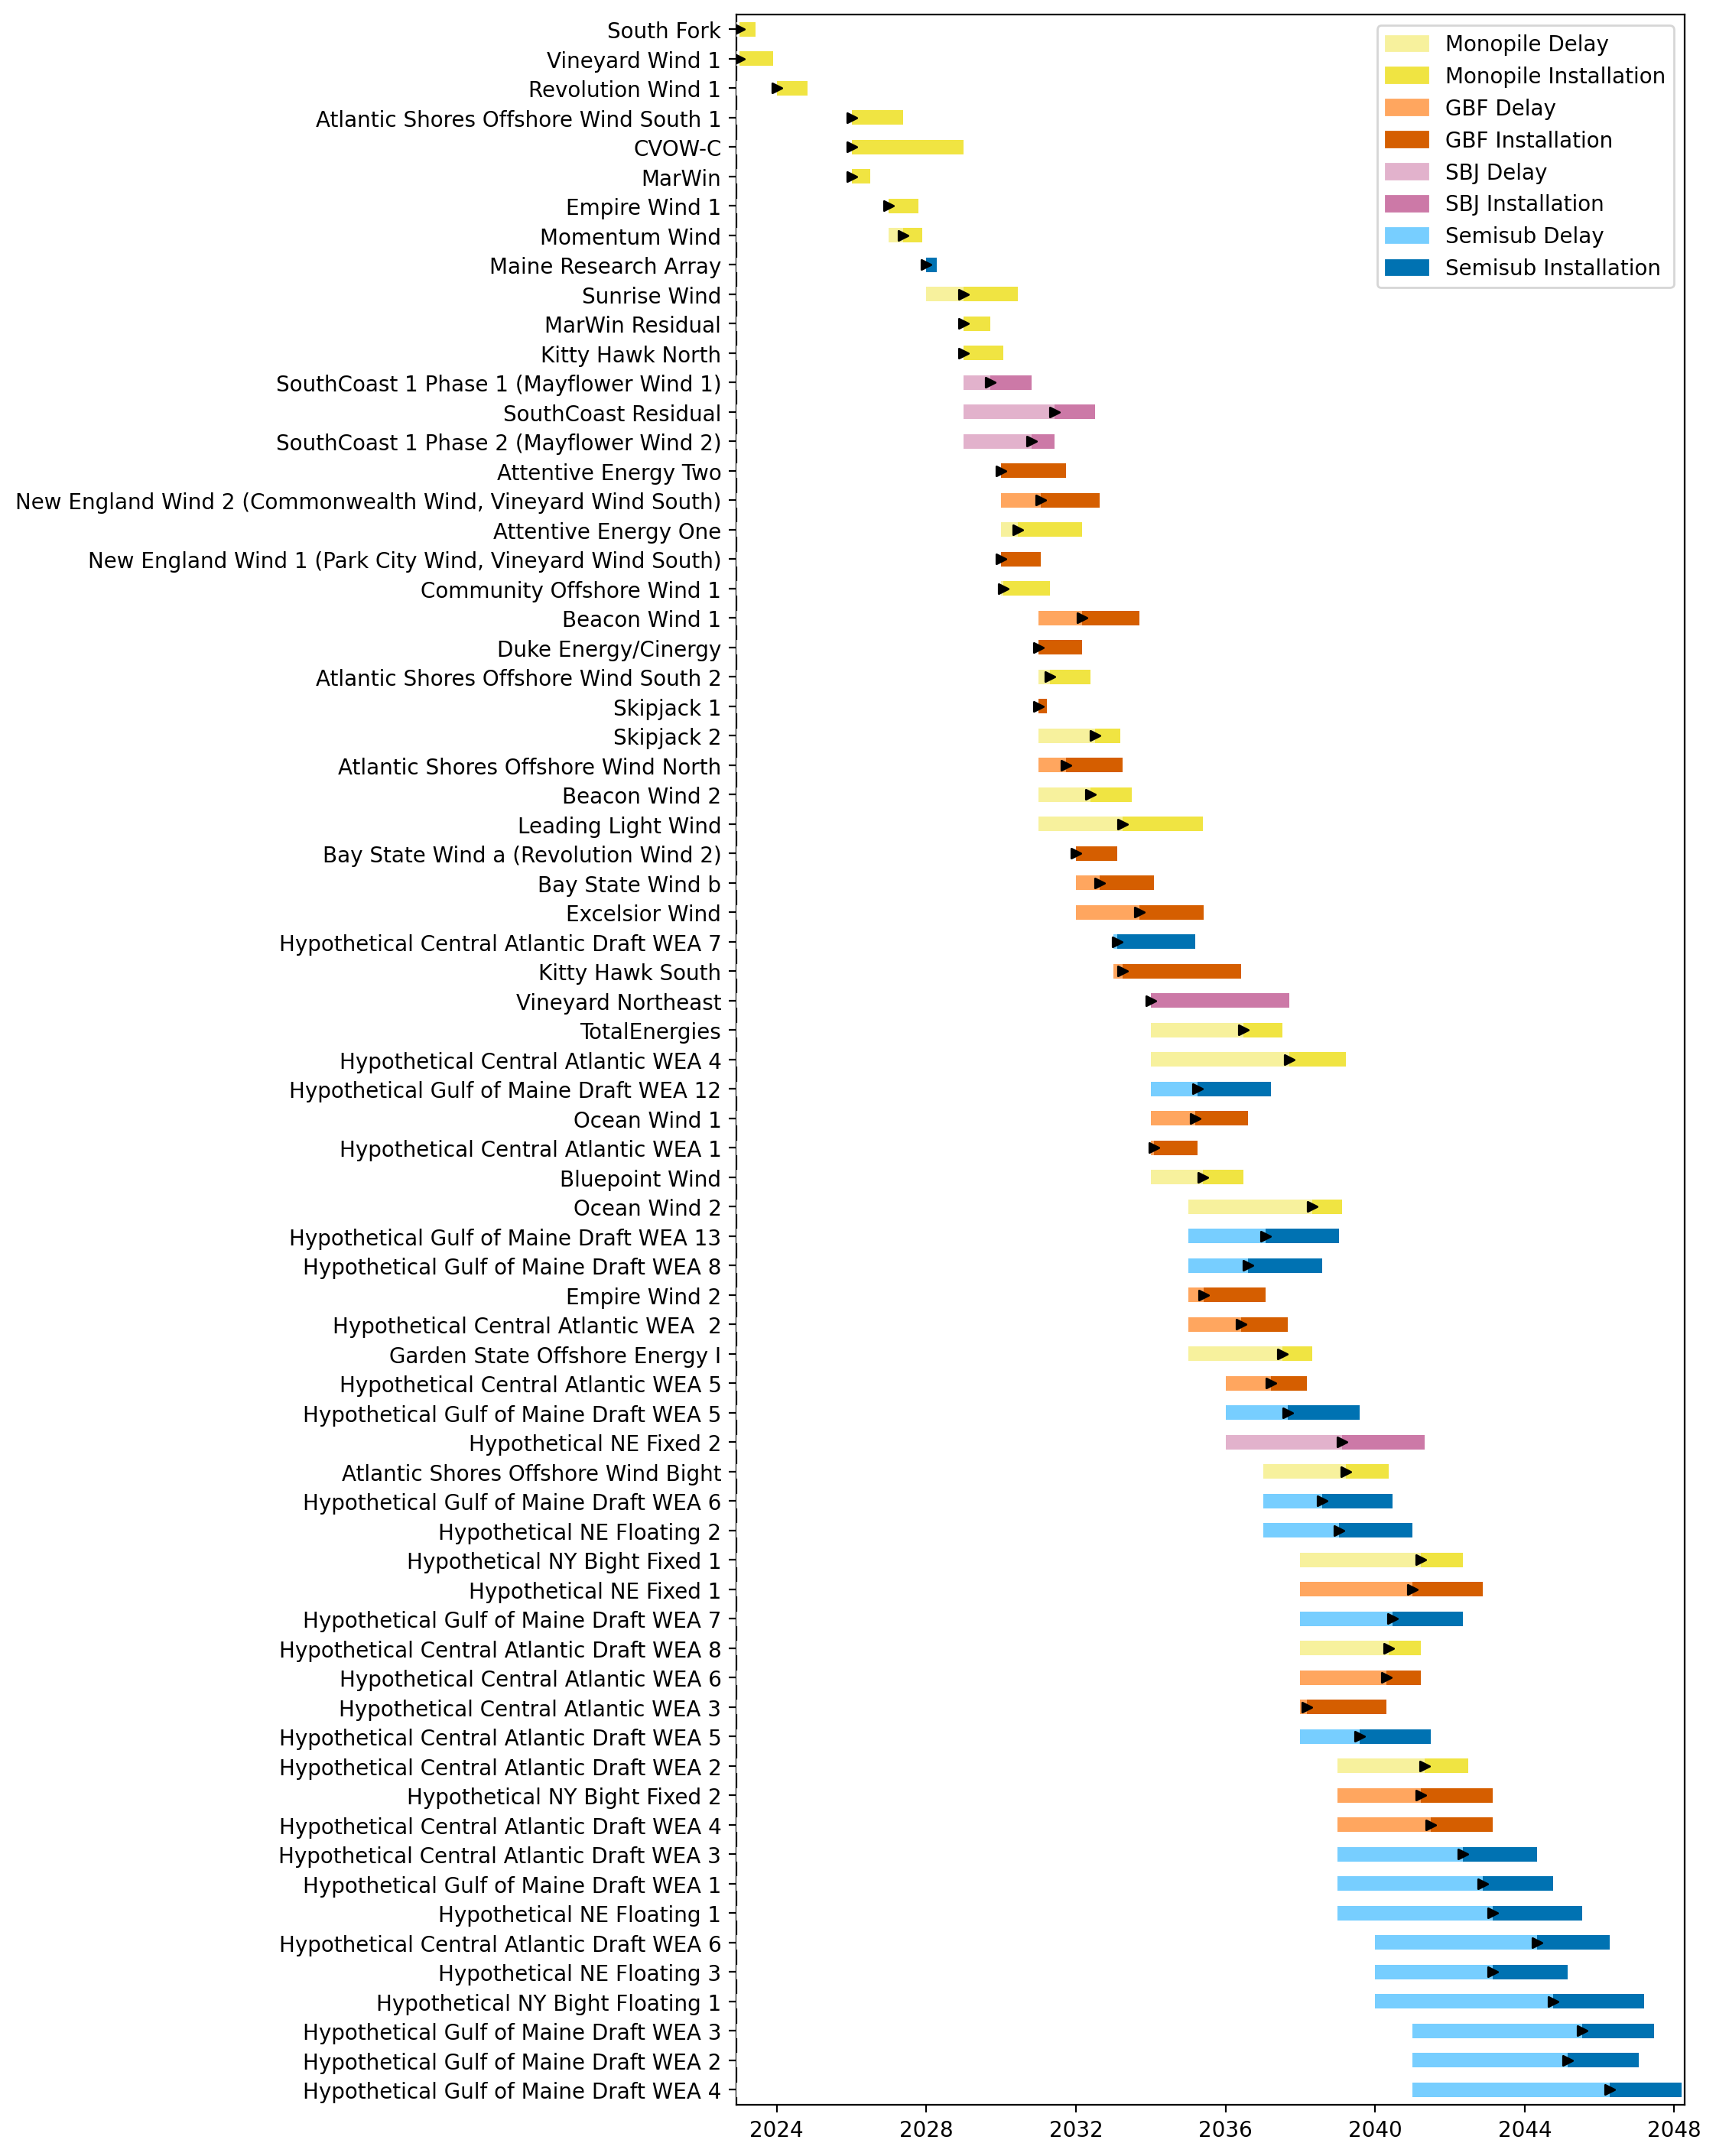 South Fork
Vineyard Wind 1
Revolution Wind 1
Atlantic Shores Offshore Wind South 1
CVOW-C
MarWin
Empire Wind 1
Momentum Wind
Maine Research Array
Sunrise Wind
MarWin Residual
Kitty Hawk North
SouthCoast 1 Phase 1 (Mayflower Wind 1)
SouthCoast Residual
SouthCoast 1 Phase 2 (Mayflower Wind 2)
Attentive Energy Two
New England Wind 2 (Commonwealth Wind, Vineyard Wind South)
Attentive Energy One
New England Wind 1 (Park City Wind, Vineyard Wind South)
Community Offshore Wind 1
Beacon Wind 1
Duke Energy/Cinergy
Atlantic Shores Offshore Wind South 2
Skipjack 1
Skipjack 2
Atlantic Shores Offshore Wind North
Beacon Wind 2
Leading Light Wind
Bay State Wind a (Revolution Wind 2)
Bay State Wind b
Excelsior Wind
Hypothetical Central Atlantic Draft WEA 7
Kitty Hawk South
Vineyard Northeast
TotalEnergies
Hypothetical Central Atlantic WEA 4
Hypothetical Gulf of Maine Draft WEA 12
Ocean Wind 1
Hypothetical Central Atlantic WEA 1
Bluepoint Wind
Ocean Wind 2
Hypothetical Gulf of Maine Draft WEA 13
Hypothetical Gulf of Maine Draft WEA 8
Empire Wind 2
Hypothetical Central Atlantic WEA  2
Garden State Offshore Energy I
Hypothetical Central Atlantic WEA 5
Hypothetical Gulf of Maine Draft WEA 5
Hypothetical NE Fixed 2
Atlantic Shores Offshore Wind Bight
Hypothetical Gulf of Maine Draft WEA 6
Hypothetical NE Floating 2
Hypothetical NY Bight Fixed 1
Hypothetical NE Fixed 1
Hypothetical Gulf of Maine Draft WEA 7
Hypothetical Central Atlantic Draft WEA 8
Hypothetical Central Atlantic WEA 6
Hypothetical Central Atlantic WEA 3
Hypothetical Central Atlantic Draft WEA 5
Hypothetical Central Atlantic Draft WEA 2
Hypothetical NY Bight Fixed 2
Hypothetical Central Atlantic Draft WEA 4
Hypothetical Central Atlantic Draft WEA 3
Hypothetical Gulf of Maine Draft WEA 1
Hypothetical NE Floating 1
Hypothetical Central Atlantic Draft WEA 6
Hypothetical NE Floating 3
Hypothetical NY Bight Floating 1
Hypothetical Gulf of Maine Draft WEA 3
Hypothetical Gulf of Maine Draft WEA 2
Hypothetical Gulf of Maine Draft WEA 4
Monopile Delay
Monopile Installation
GBF Delay
GBF Installation
SBJ Delay
SBJ Installation
Semisub Delay
Semisub Installation
2024 2028 2032 2036 2040 2044 2048